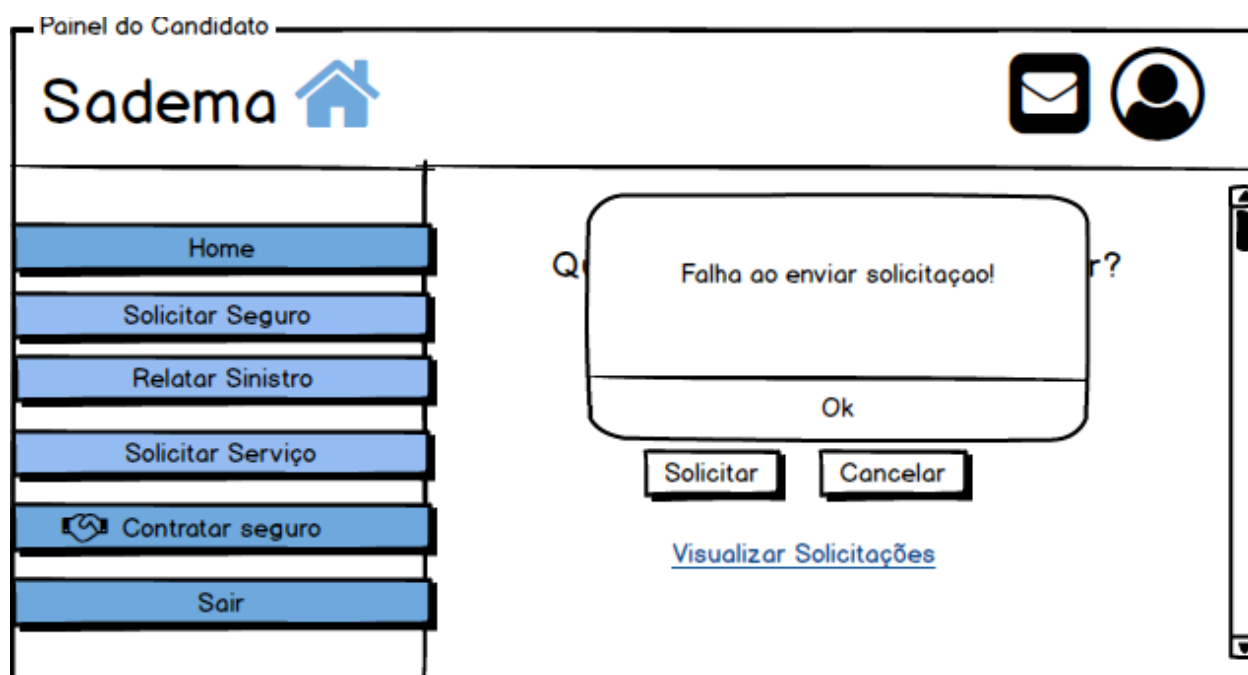 Painel do Candidato
Sadema
Home
Solicitar Seguro
Relatar Sinistro
Solicitar Serviço
Contratar seguro
Sair
Falha ao enviar solicitaçao!
Ok
Solicitar
Cancelar
Visualizar Solicitações